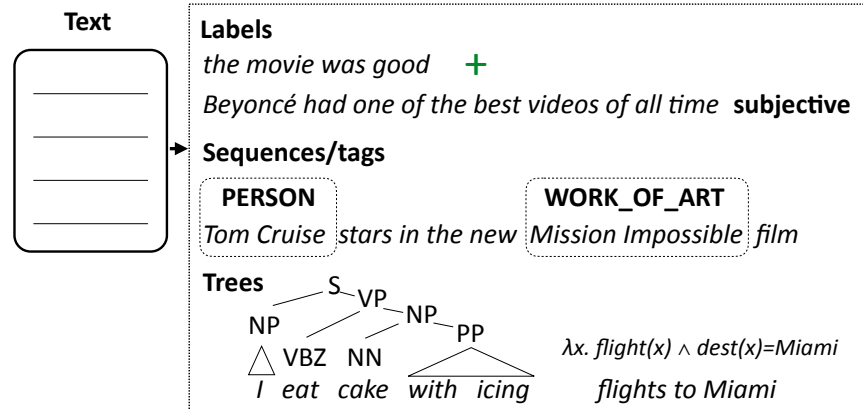 Text
Labels
the movie was good +
Beyoncé had one of the best videos of all time subjective
Sequences/tags
PERSON WORK_OF_ART
Tom Cruise stars in the new Mission Impossible film
Trees
S
VP
NP NP
PP
VBZ NN
λx. flight(x) ∧ dest(x)=Miami
I eat cake with icing flights to Miami